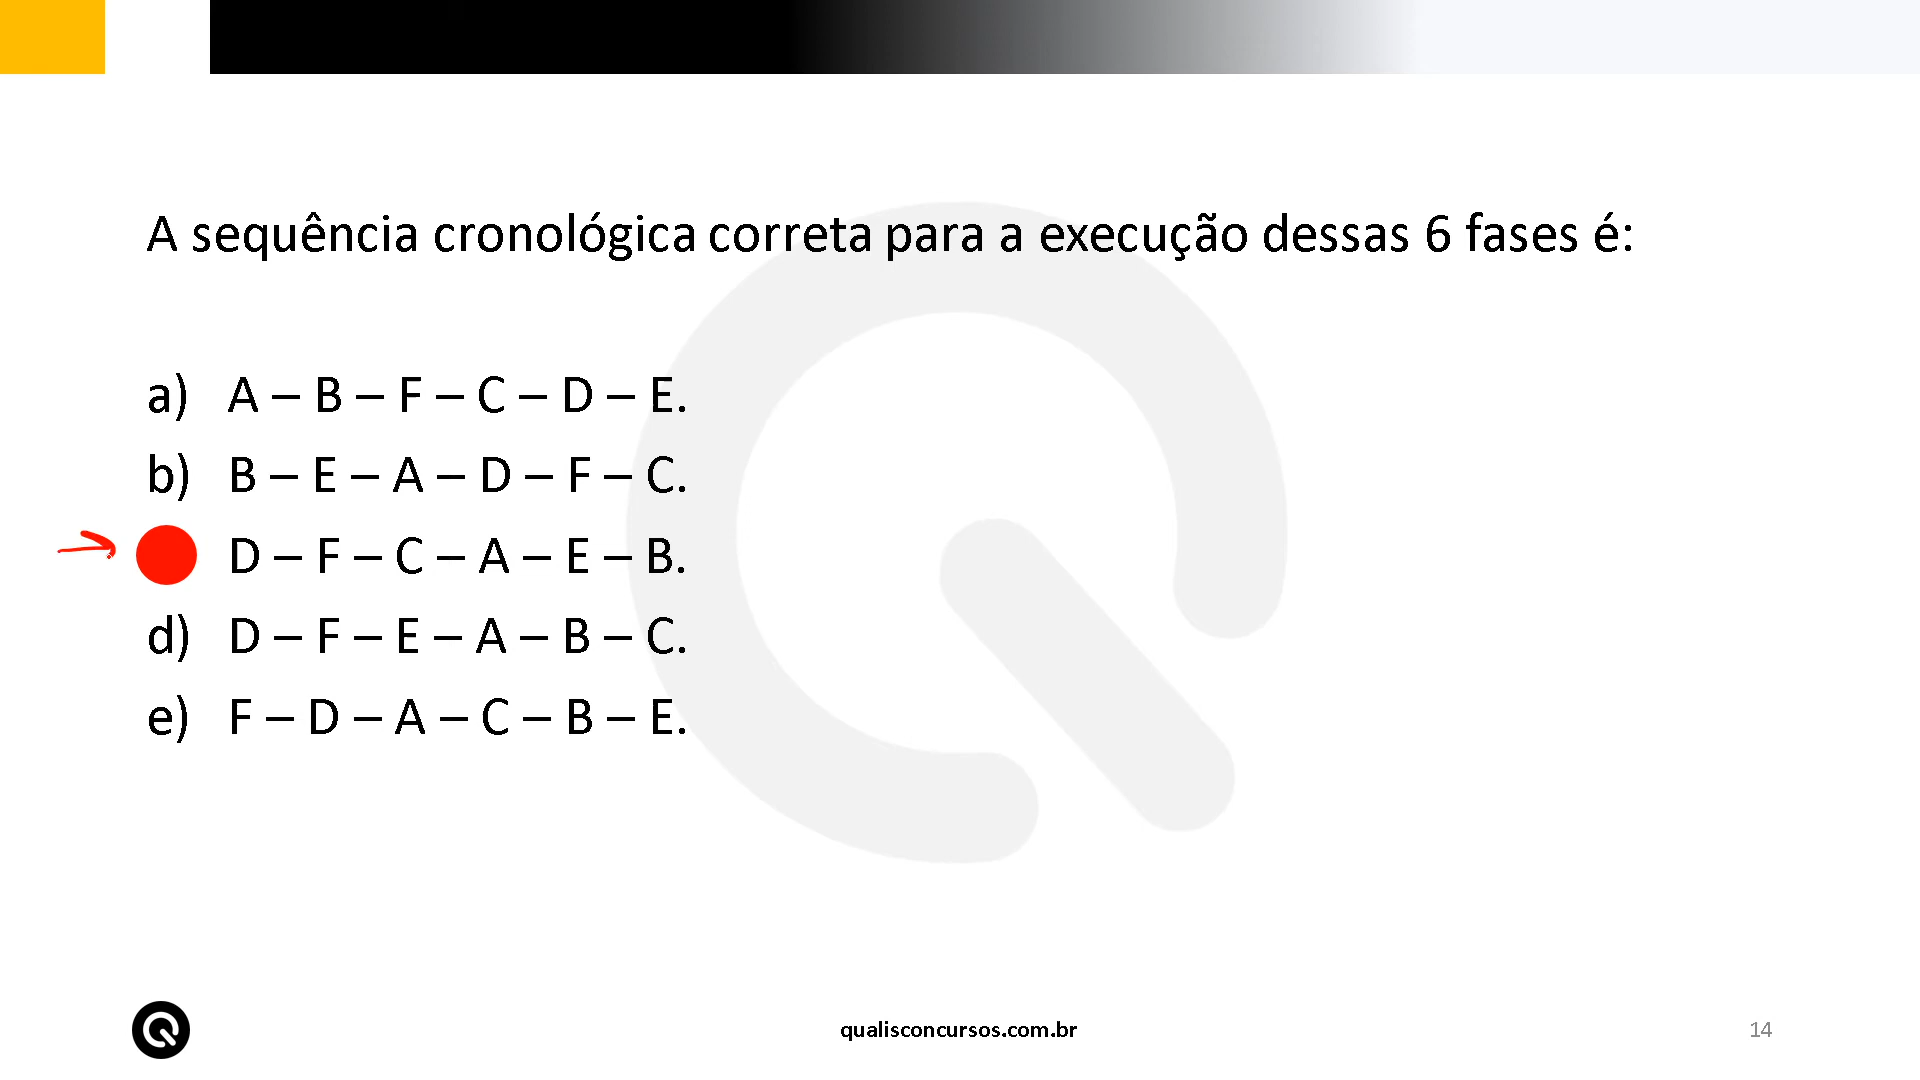 A sequência cronológica correta para a execução dessas 6 fases é:
a) A – B – F – C – D – E.
b) B – E – A – D – F – C.
D – F – C – A – E – B.
d) D – F – E – A – B – C.
e) F – D – A – C – B – E.
qualisconcursos.com.br
14